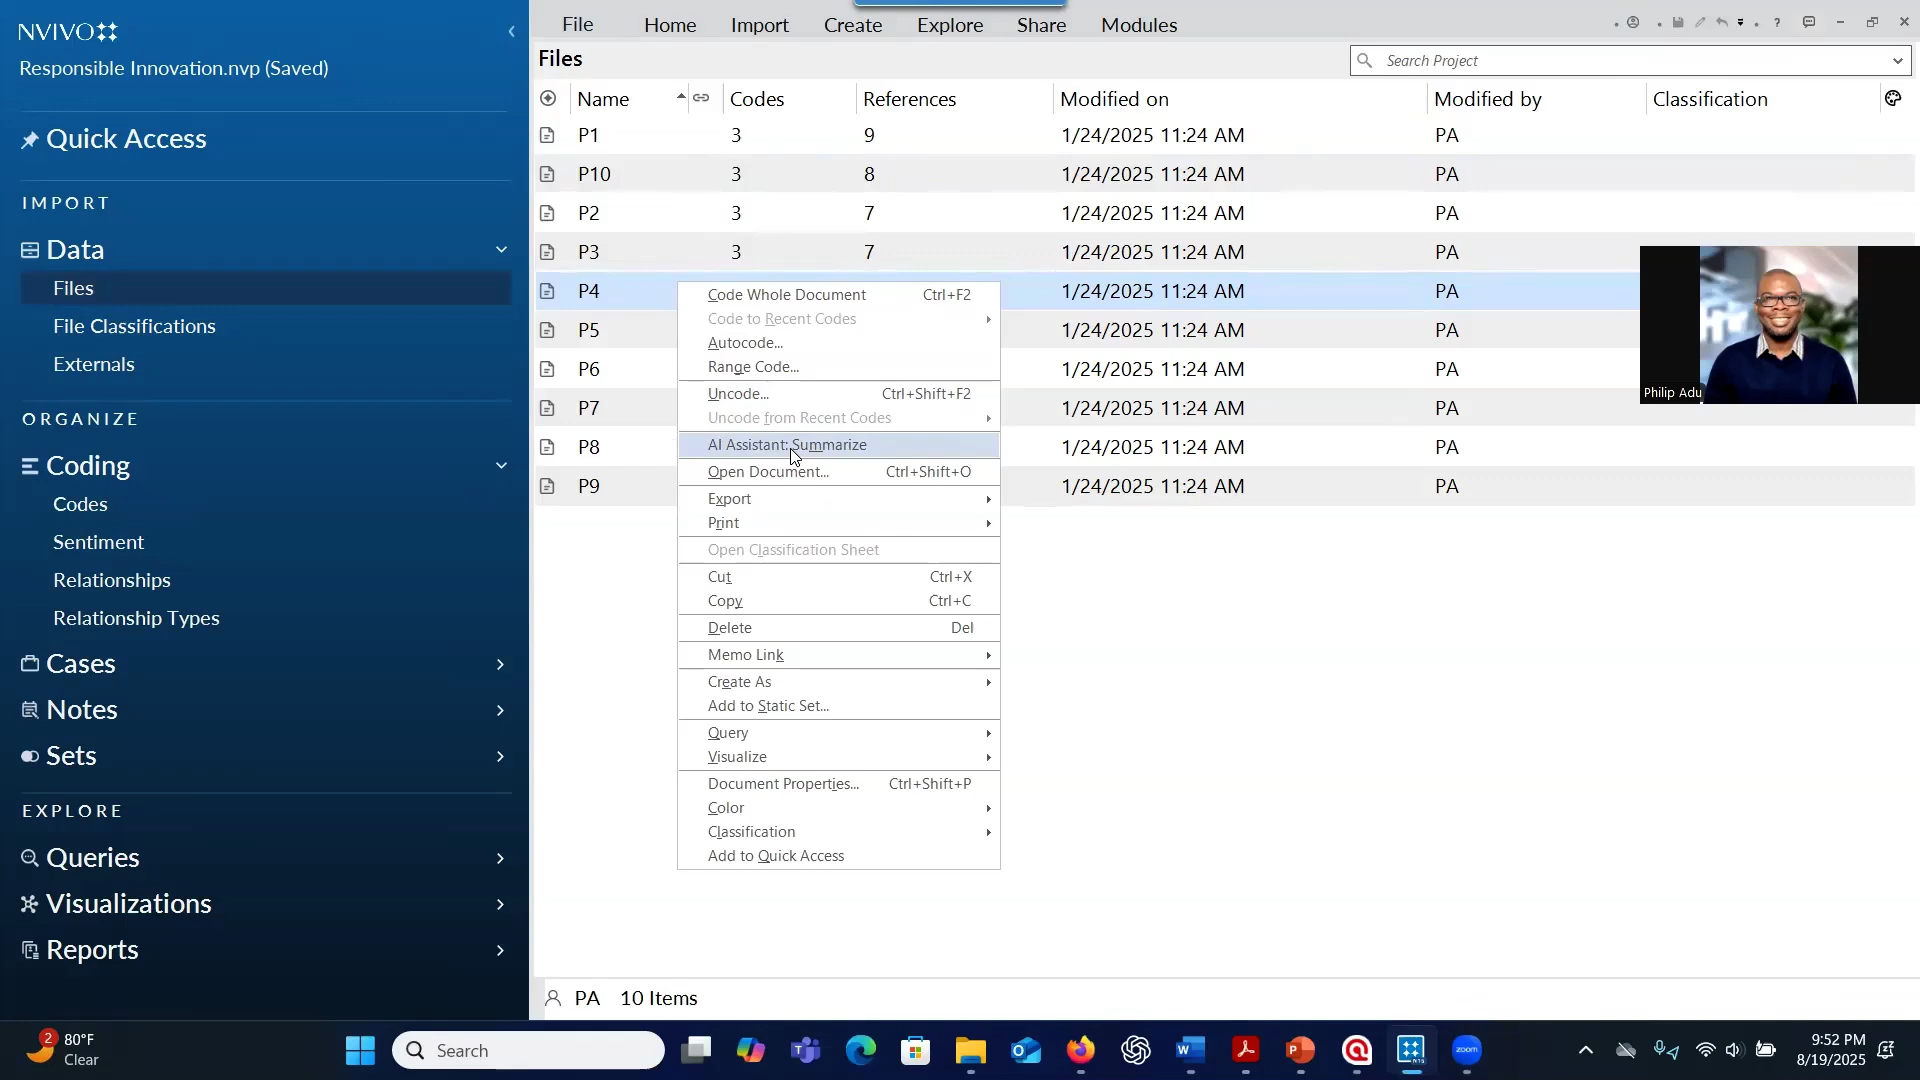 NVIVO
Responsible Innovation.nvp (Saved)
Quick Access
IMPORT
Data
Files
File Classifications
Externals
ORGANIZE
Coding
Codes
Sentiment
Relationships
Relationship Types
Cases
Notes
Sets
EXPLORE
Queries
Visualizations
Reports
File Home Import Create Explore Share Modules
Files
Search Project
Name Codes References Modified on Modified by Classification
P1 3 9 1/24/2025 11:24 AM PA
P10 3 8 1/24/2025 11:24 AM PA
P2 3 7 1/24/2025 11:24 AM PA
P3 3 7 1/24/2025 11:24 AM PA
P4 1/24/2025 11:24 AM PA
P5 1/24/2025 11:24 AM PA
P6 1/24/2025 11:24 AM PA
P7 1/24/2025 11:24 AM PA
P8 1/24/2025 11:24 AM PA
P9 1/24/2025 11:24 AM PA
Code Whole Document Ctrl+F2
Code to Recent Codes
Autocode...
Range Code...
Uncode... Ctrl+Shift+F2
Uncode from Recent Codes
AI Assistant: Summarize
Open Document... Ctrl+Shift+O
Export
Print
Open Classification Sheet
Cut Ctrl+X
Copy Ctrl+C
Delete Del
Memo Link
Create As
Add to Static Set...
Query
Visualize
Document Properties... Ctrl+Shift+P
Color
Classification
Add to Quick Access
Philip Adu
PA 10 Items
2
80°F
Clear
Search
zoom
9:52 PM
8/19/2025